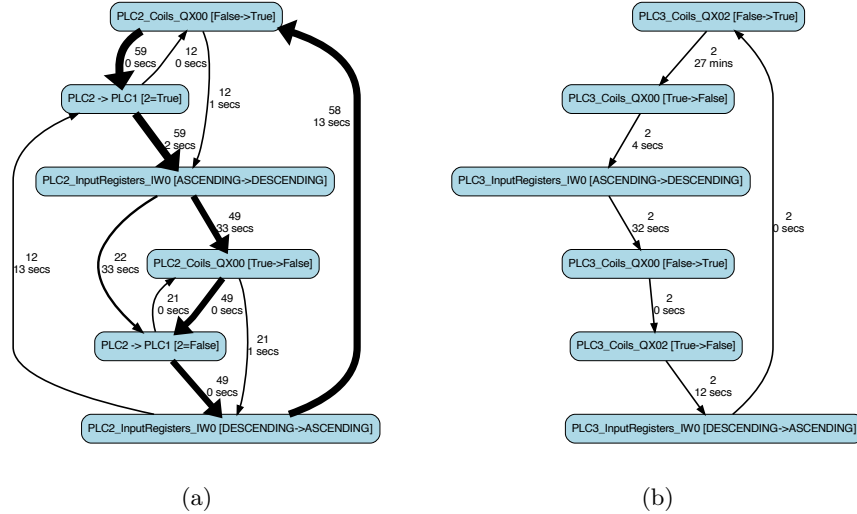 PLC2_Coils_QX00 [False->True]
59
0 secs
12
0 secs
12
1 secs
58
13 secs
PLC2 -> PLC1 [2=True]
59
2 secs
PLC2_InputRegisters_IW0 [ASCENDING->DESCENDING]
49
33 secs
22
33 secs
12
13 secs
PLC2_Coils_QX00 [True->False]
21
0 secs
49
0 secs
21
1 secs
PLC2 -> PLC1 [2=False]
49
0 secs
PLC2_InputRegisters_IW0 [DESCENDING->ASCENDING]
(a)
PLC3_Coils_QX02 [False->True]
2
27 mins
PLC3_Coils_QX00 [True->False]
2
4 secs
PLC3_InputRegisters_IW0 [ASCENDING->DESCENDING]
2
32 secs
2
0 secs
PLC3_Coils_QX00 [False->True]
2
0 secs
PLC3_Coils_QX02 [True->False]
2
12 secs
PLC3_InputRegisters_IW0 [DESCENDING->ASCENDING]
(b)